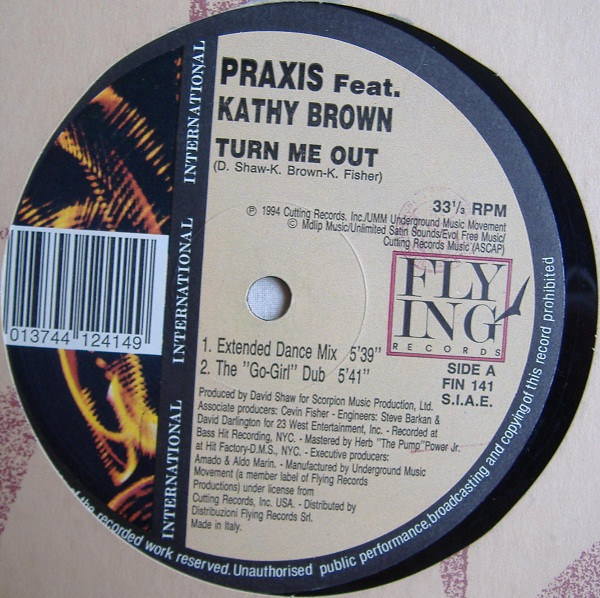 PRAXIS Feat.
KATHY BROWN
TURN ME OUT
(D. Shaw-K. Brown-K. Fisher)
33⅓ RPM
℗ 1994 Cutting Records. Inc./UMM Underground Music Movement
© Mdlip Music/Unlimited Satin Sounds/Evol Free Music/
Cutting Records Music (ASCAP)
FLY
ING
RECORDS
SIDE A
FIN 141
S.I.A.E.
1. Extended Dance Mix 5'39"
2. The "Go-Girl" Dub 5'41"
Produced by David Shaw for Scorpion Music Production, Ltd.
Associate producers: Cevin Fisher - Engineers: Steve Barkan &
David Darlington for 23 West Entertainment, Inc. - Recorded at
Bass Hit Recording, NYC. - Mastered by Herb "The Pump" Power Jr.
at Hit Factory-D.M.S., NYC. - Executive producers:
Amado & Aldo Marin. - Manufactured by Underground Music
Movement (a member label of Flying Records
Productions) under license from
Cutting Records, Inc. USA. - Distributed by
Distribuzioni Flying Records Srl.
Made in Italy.
INTERNATIONAL
INTERNATIONAL
INTERNATIONAL
INTERNATIONAL
013744 124149
of the recorded work reserved. Unauthorised public performance, broadcasting and copying of this record prohibited